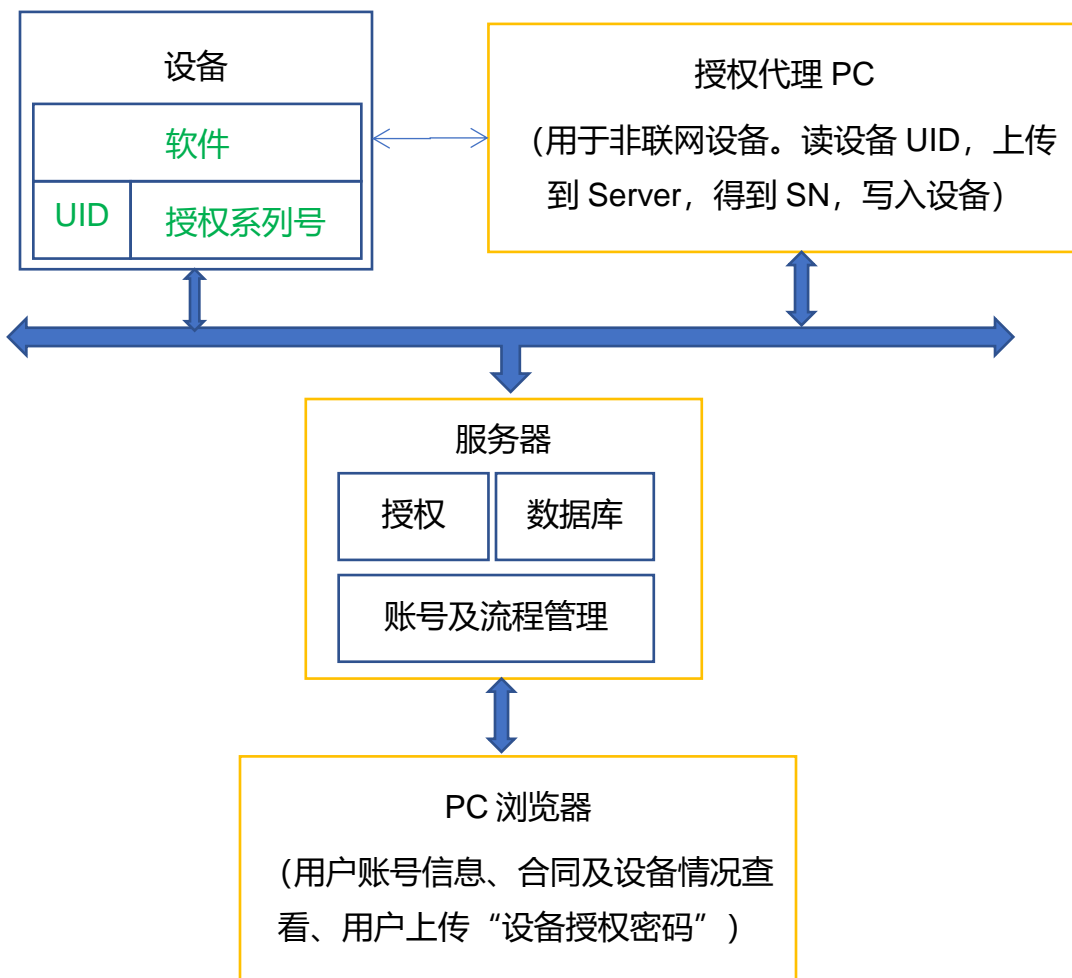 设备
软件
UID
授权系列号
授权代理 PC
（用于非联网设备。读设备 UID，上传
到 Server，得到 SN，写入设备）
服务器
授权
数据库
账号及流程管理
PC 浏览器
（用户账号信息、合同及设备情况查
看、用户上传“设备授权密码”）